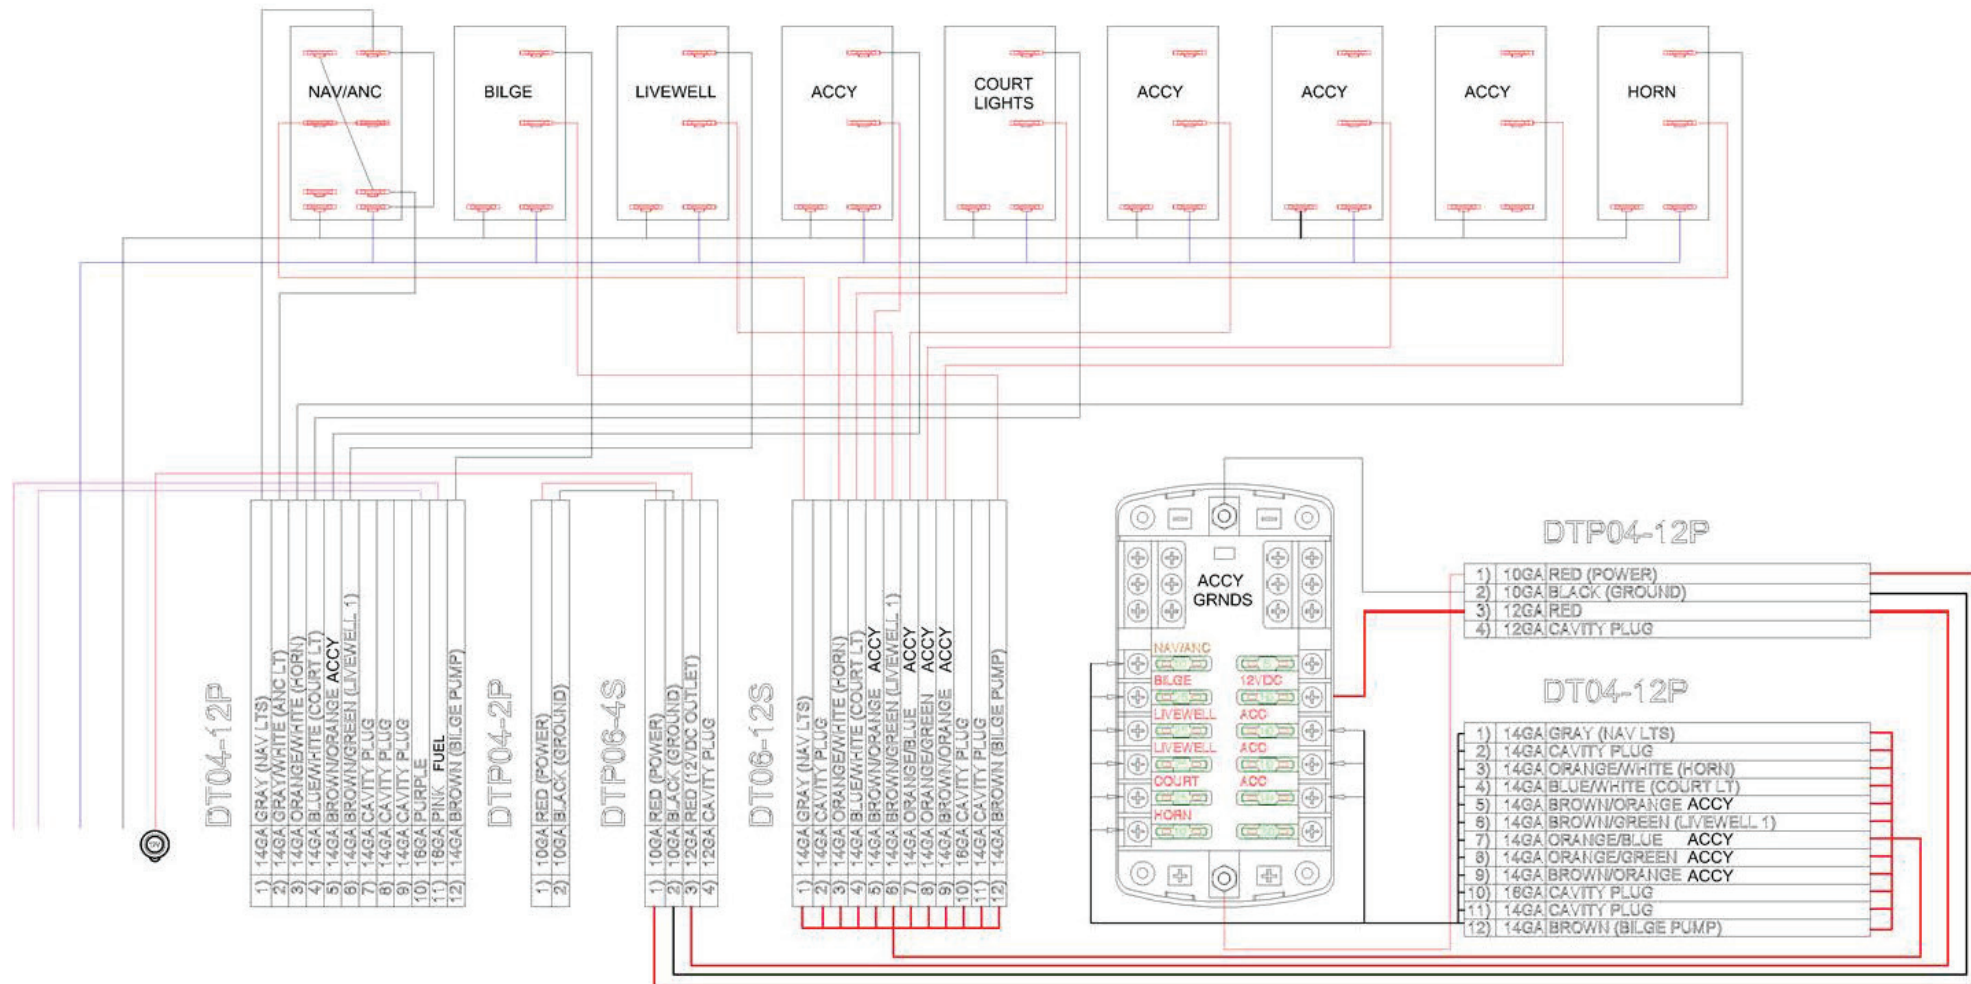 NAV/ANC
BILGE
LIVEWELL
ACCY
COURT
LIGHTS
ACCY
ACCY
ACCY
HORN
DT04-12P
1) 14GA GRAY (NAV LTS)
2) 14GA GRAY/WHITE (ANC LT)
3) 14GA ORANGE/WHITE (HORN)
4) 14GA BLUE/WHITE (COURT LT)
5) 14GA BROWN/ORANGE ACCY
6) 14GA BROWN/GREEN (LIVEWELL 1)
7) 14GA CAVITY PLUG
8) 14GA CAVITY PLUG
9) 14GA CAVITY PLUG
10) 16GA PURPLE
11) 16GA PINK FUEL
12) 14GA BROWN (BILGE PUMP)
DTP04-2P
1) 10GA RED (POWER)
2) 10GA BLACK (GROUND)
DTP06-4S
1) 10GA RED (POWER)
2) 10GA BLACK (GROUND)
3) 12GA RED (12VDC OUTLET)
4) 12GA CAVITY PLUG
DT06-12S
1) 14GA GRAY (NAV LTS)
2) 14GA CAVITY PLUG
3) 14GA ORANGE/WHITE (HORN)
4) 14GA BLUE/WHITE (COURT LT)
5) 14GA BROWN/ORANGE ACCY
6) 14GA BROWN/GREEN (LIVEWELL 1)
7) 14GA ORANGE/BLUE ACCY
8) 14GA ORANGE/GREEN ACCY
9) 14GA BROWN/ORANGE ACCY
10) 16GA CAVITY PLUG
11) 14GA CAVITY PLUG
12) 14GA BROWN (BILGE PUMP)
ACCY
GRNDS
NAV/ANC
BILGE 12VDC
LIVEWELL ACC
LIVEWELL ACC
COURT ACC
HORN
DTP04-12P
1) 10GA RED (POWER)
2) 10GA BLACK (GROUND)
3) 12GA RED
4) 12GA CAVITY PLUG
DT04-12P
1) 14GA GRAY (NAV LTS)
2) 14GA CAVITY PLUG
3) 14GA ORANGE/WHITE (HORN)
4) 14GA BLUE/WHITE (COURT LT)
5) 14GA BROWN/ORANGE ACCY
6) 14GA BROWN/GREEN (LIVEWELL 1)
7) 14GA ORANGE/BLUE ACCY
8) 14GA ORANGE/GREEN ACCY
9) 14GA BROWN/ORANGE ACCY
10) 16GA CAVITY PLUG
11) 14GA CAVITY PLUG
12) 14GA BROWN (BILGE PUMP)